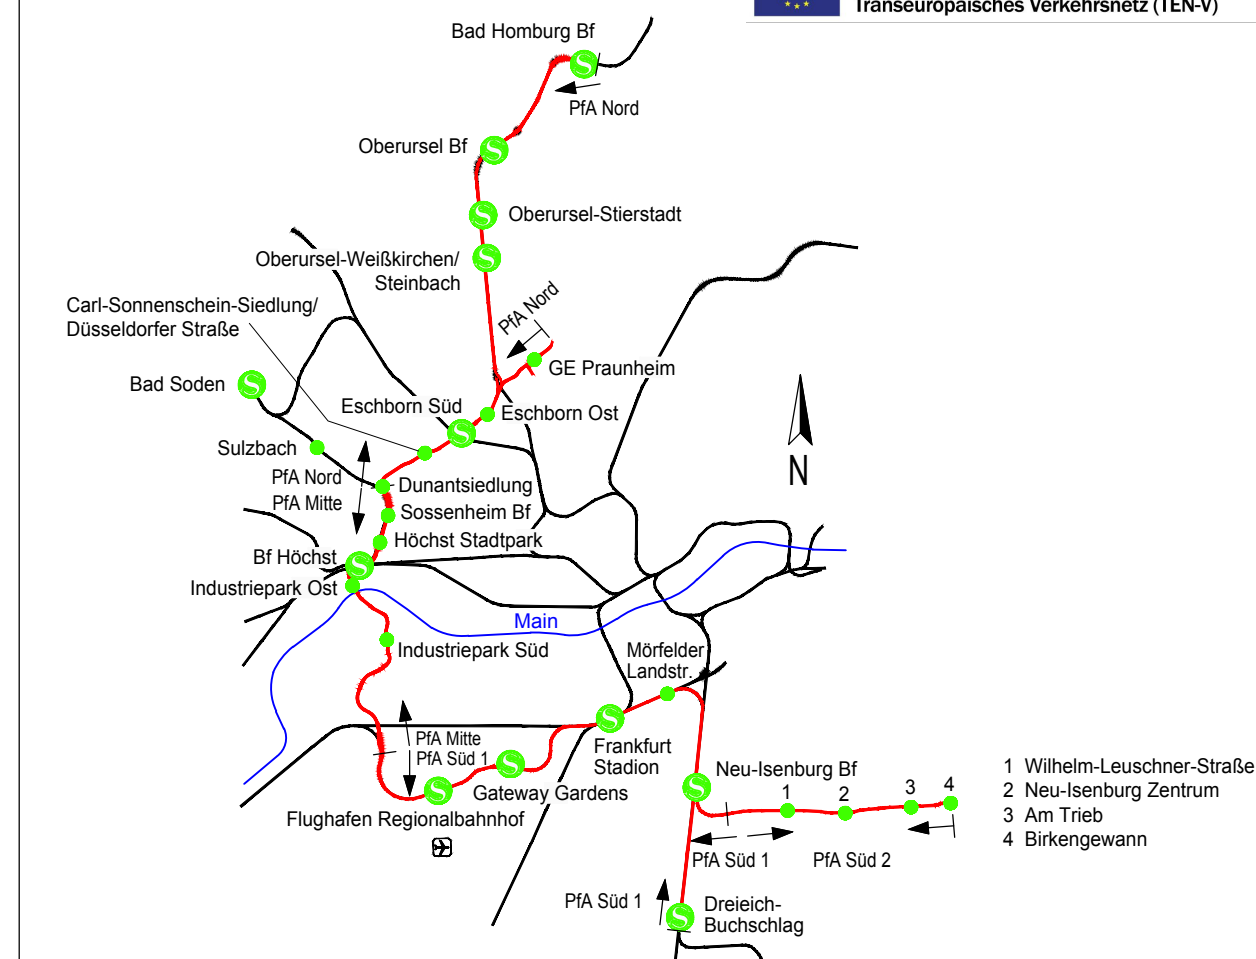 Transeuropäisches Verkehrsnetz (TEN-V)
Bad Homburg Bf
S
PfA Nord
Oberursel Bf
S
S
Oberursel-Stierstadt
Oberursel-Weißkirchen/
Steinbach
S
PfA Nord
Carl-Sonnenschein-Siedlung/
Düsseldorfer Straße
GE Praunheim
Bad Soden
S
Eschborn Süd
S
Eschborn Ost
Sulzbach
PfA Nord
PfA Mitte
Dunantsiedlung
Sossenheim Bf
Höchst Stadtpark
N
Bf Höchst
S
Industriepark Ost
Main
Industriepark Süd
Mörfelder
Landstr.
PfA Mitte
PfA Süd 1
S
Frankfurt
Stadion
S
Gateway Gardens
S
Flughafen Regionalbahnhof
Neu-Isenburg Bf
S
1
2
3
4
PfA Süd 1
PfA Süd 2
PfA Süd 1
S
Dreieich-
Buchschlag
1 Wilhelm-Leuschner-Straße
2 Neu-Isenburg Zentrum
3 Am Trieb
4 Birkengewann